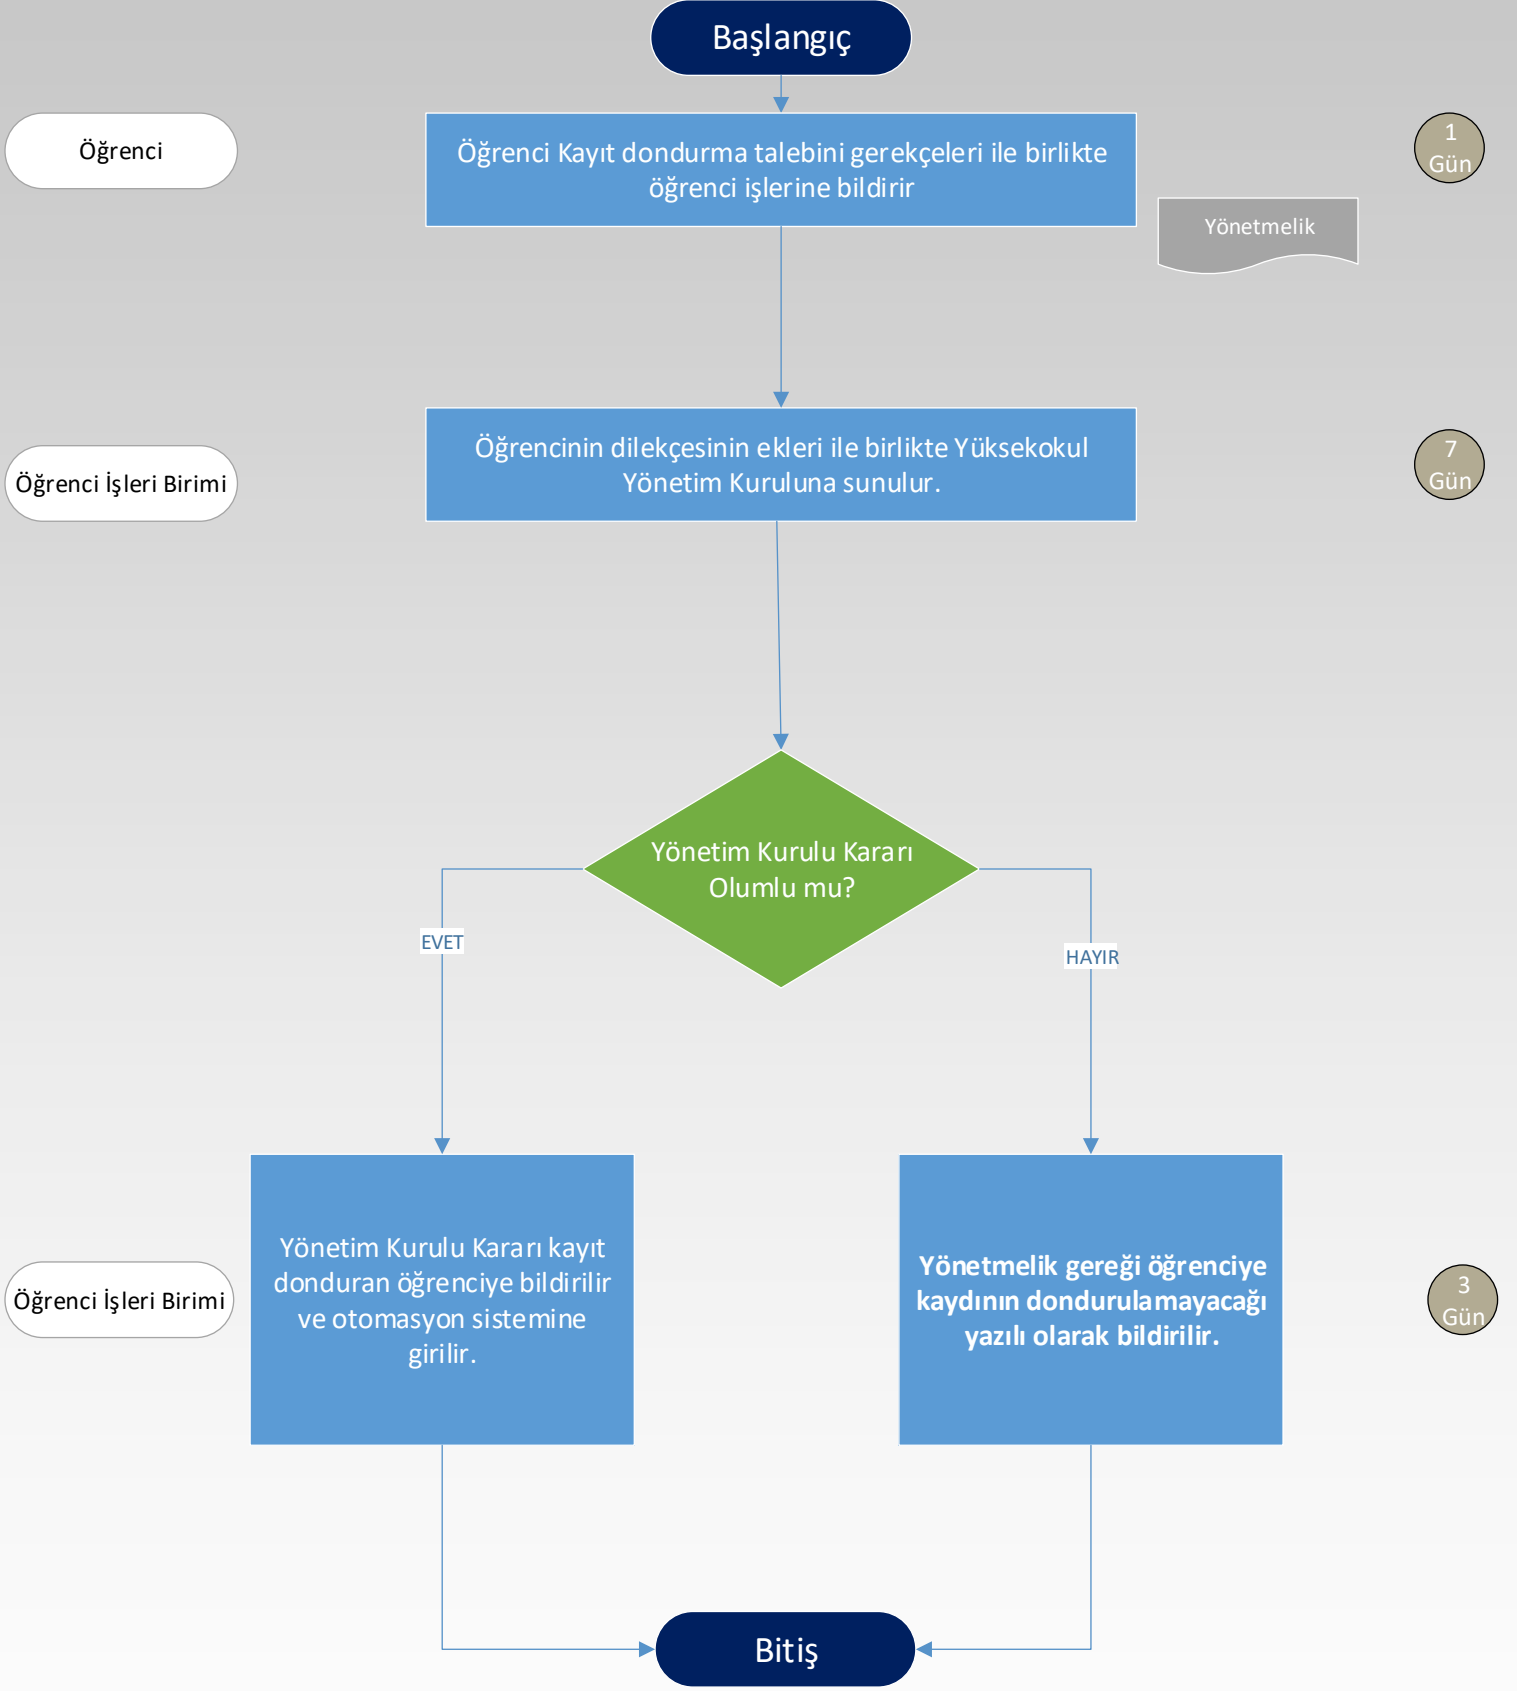 Başlangıç
Öğrenci
Öğrenci Kayıt dondurma talebini gerekçeleri ile birlikte
öğrenci işlerine bildirir
1
Gün
Yönetmelik
Öğrenci İşleri Birimi
Öğrencinin dilekçesinin ekleri ile birlikte Yüksekokul
Yönetim Kuruluna sunulur.
7
Gün
Yönetim Kurulu Kararı
Olumlu mu?
EVET
HAYIR
Öğrenci İşleri Birimi
Yönetim Kurulu Kararı kayıt
donduran öğrenciye bildirilir
ve otomasyon sistemine
girilir.
Yönetmelik gereği öğrenciye
kaydının dondurulamayacağı
yazılı olarak bildirilir.
3
Gün
Bitiş